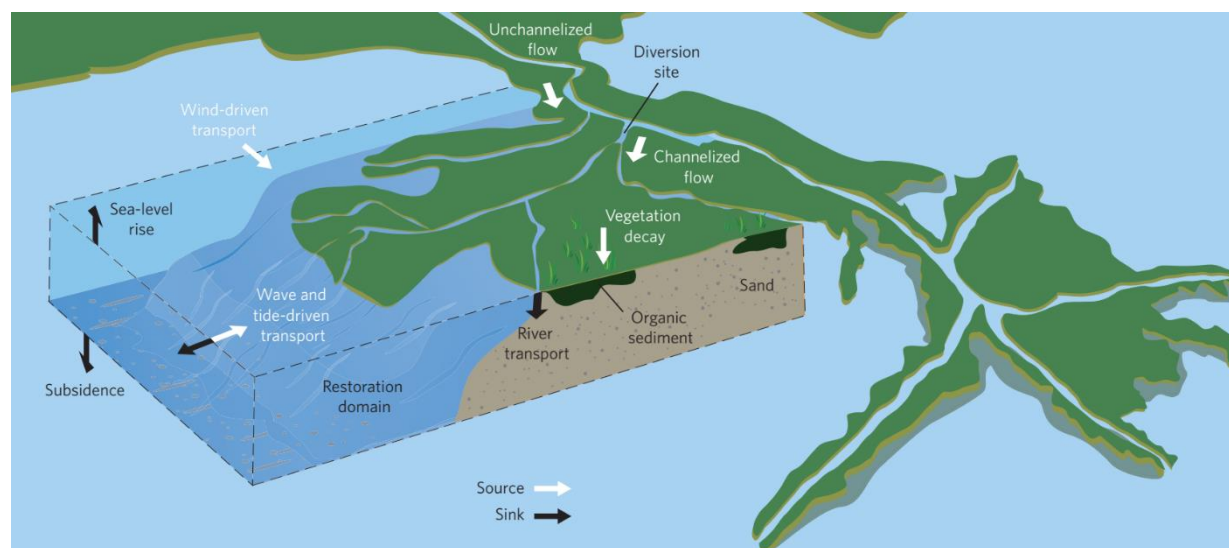 Unchannelized
flow
Diversion
site
Wind-driven
transport
Channelized
flow
Sea-level
rise
Vegetation
decay
Sand
Wave and
tide-driven
transport
River
transport
Organic
sediment
Subsidence
Restoration
domain
Source
Sink